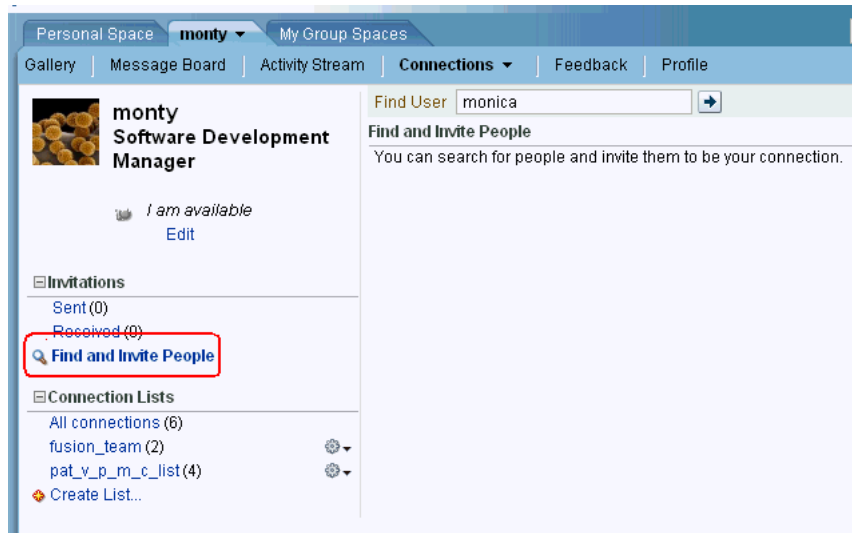 Personal Space monty My Group Spaces
Gallery Message Board Activity Stream Connections Feedback Profile
monty
Software Development
Manager
I am available
Edit
Invitations
Sent (0)
Received (0)
Find and Invite People
Connection Lists
All connections (6)
fusion_team (2)
pat_v_p_m_c_list (4)
Create List...
Find User monica
Find and Invite People
You can search for people and invite them to be your connection.